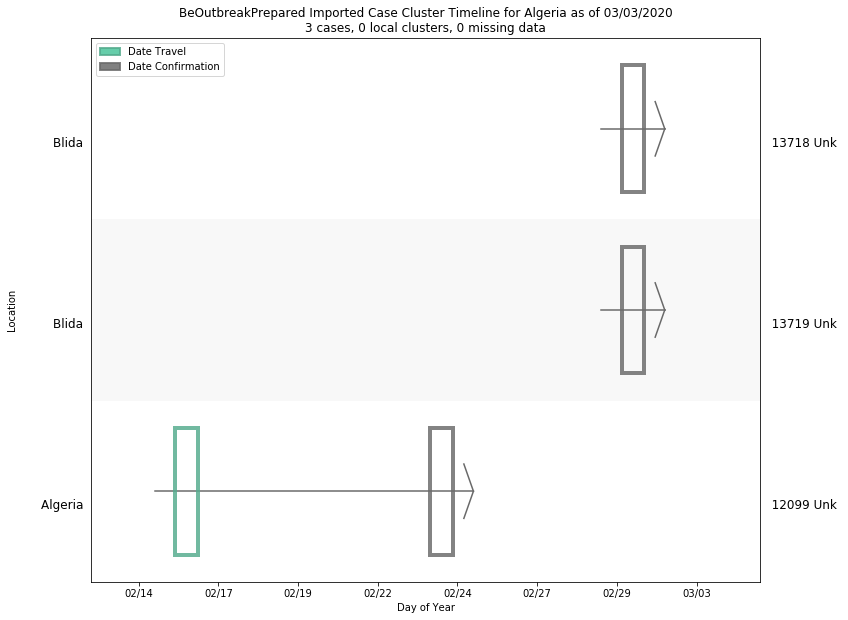 BeOutbreakPrepared Imported Case Cluster Timeline for Algeria as of 03/03/2020
3 cases, 0 local clusters, 0 missing data
Date Travel
Date Confirmation
Blida
13718 Unk
Blida
13719 Unk
Algeria
12099 Unk
Location
02/14 02/17 02/19 02/22 02/24 02/27 02/29 03/03
Day of Year